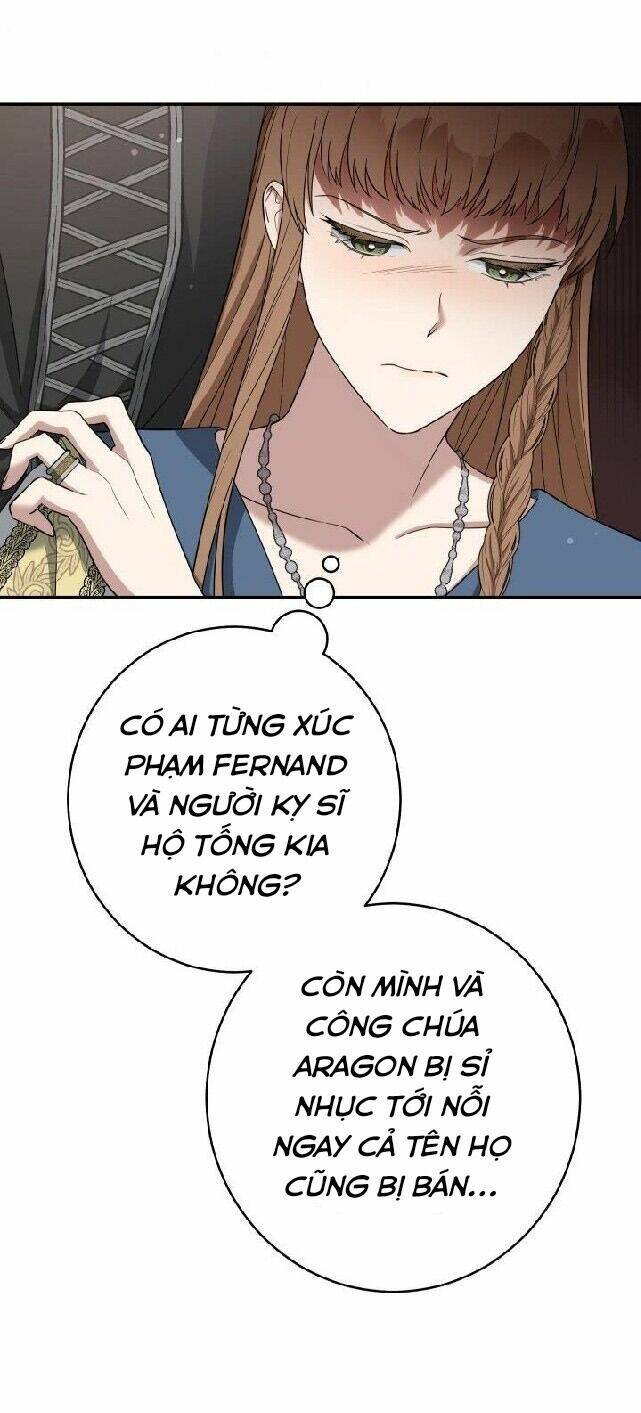 CÓ AI TỪNG XÚC
PHẠM FERNAND
VÀ NGƯỜI KỴ SĨ
HỘ TỐNG KIA
KHÔNG?
CÒN MÌNH VÀ
CÔNG CHÚA
ARAGON BỊ SỈ
NHỤC TỚI NỖI
NGAY CẢ TÊN HỌ
CŨNG BỊ BÁN...